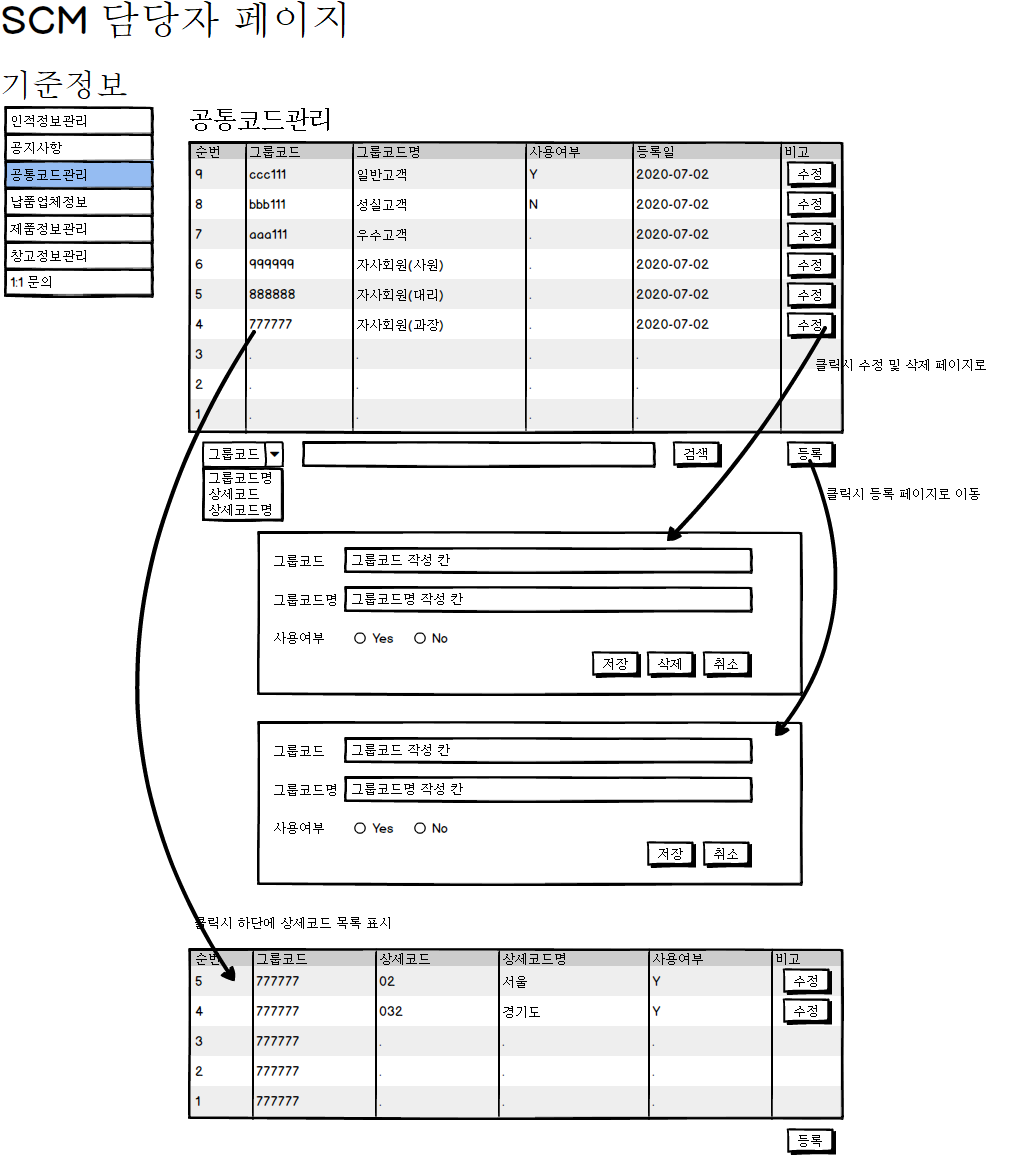 SCM 담당자 페이지
기준정보
인적정보관리
공지사항
공통코드관리
납품업체정보
제품정보관리
창고정보관리
1:1 문의
공통코드관리
순번 그룹코드 그룹코드명 사용여부 등록일 비고
9 ccc111 일반고객 Y 2020-07-02 수정
8 bbb111 성실고객 N 2020-07-02 수정
7 aaa111 우수고객 . 2020-07-02 수정
6 999999 자사회원(사원) . 2020-07-02 수정
5 888888 자사회원(대리) . 2020-07-02 수정
4 777777 자사회원(과장) . 2020-07-02 수정
3 . . . .
2 . . . .
1 . . . .
클릭시 수정 및 삭제 페이지로
그룹코드 검색 등록
그룹코드명
상세코드
상세코드명
클릭시 등록 페이지로 이동
그룹코드 그룹코드 작성 칸
그룹코드명 그룹코드명 작성 칸
사용여부 Yes No
저장 삭제 취소
그룹코드 그룹코드 작성 칸
그룹코드명 그룹코드명 작성 칸
사용여부 Yes No
저장 취소
클릭시 하단에 상세코드 목록 표시
순번 그룹코드 상세코드 상세코드명 사용여부 비고
5 777777 02 서울 Y 수정
4 777777 032 경기도 Y 수정
3 777777 . . .
2 777777 . . .
1 777777 . . .
등록